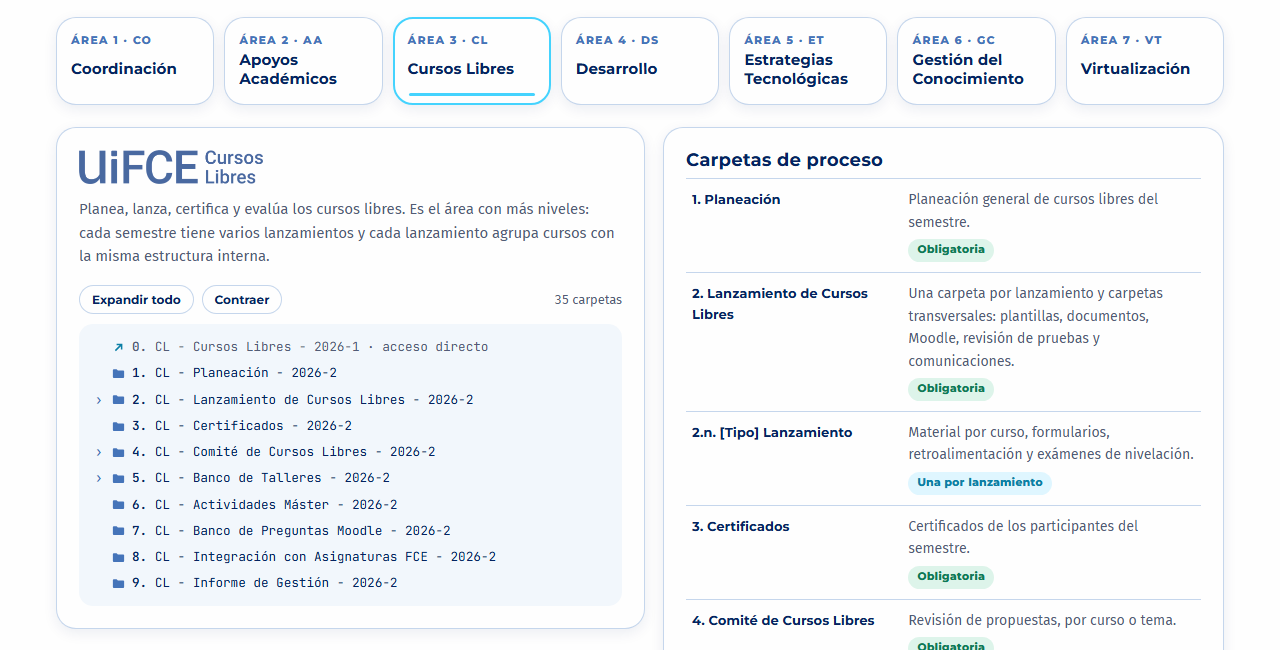 ÁREA 1 · CO
Coordinación
ÁREA 2 · AA
Apoyos
Académicos
ÁREA 3 · CL
Cursos Libres
ÁREA 4 · DS
Desarrollo
ÁREA 5 · ET
Estrategias
Tecnológicas
ÁREA 6 · GC
Gestión del
Conocimiento
ÁREA 7 · VT
Virtualización
UiFCE Cursos
Libres
Planea, lanza, certifica y evalúa los cursos libres. Es el área con más niveles:
cada semestre tiene varios lanzamientos y cada lanzamiento agrupa cursos con
la misma estructura interna.
Expandir todo
Contraer
35 carpetas
0. CL - Cursos Libres - 2026-1 · acceso directo
1. CL - Planeación - 2026-2
2. CL - Lanzamiento de Cursos Libres - 2026-2
3. CL - Certificados - 2026-2
4. CL - Comité de Cursos Libres - 2026-2
5. CL - Banco de Talleres - 2026-2
6. CL - Actividades Máster - 2026-2
7. CL - Banco de Preguntas Moodle - 2026-2
8. CL - Integración con Asignaturas FCE - 2026-2
9. CL - Informe de Gestión - 2026-2
Carpetas de proceso
1. Planeación
Planeación general de cursos libres del
semestre.
Obligatoria
2. Lanzamiento de Cursos
Libres
Una carpeta por lanzamiento y carpetas
transversales: plantillas, documentos,
Moodle, revisión de pruebas y
comunicaciones.
Obligatoria
2.n. [Tipo] Lanzamiento
Material por curso, formularios,
retroalimentación y exámenes de nivelación.
Una por lanzamiento
3. Certificados
Certificados de los participantes del
semestre.
Obligatoria
4. Comité de Cursos Libres
Revisión de propuestas, por curso o tema.
Obligatoria